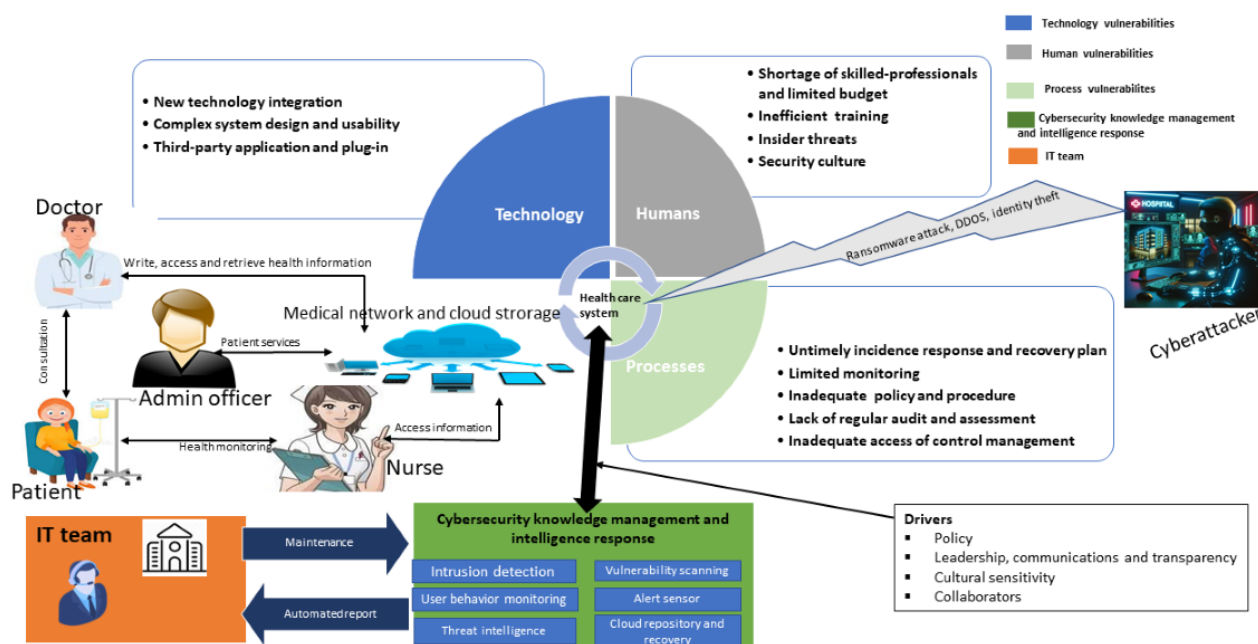 Technology vulnerabilities
Human vulnerabilities
Process vulnerabilites
Cybersecurity knowledge management
and intelligence response
IT team
• New technology integration
• Complex system design and usability
• Third-party application and plug-in
• Shortage of skilled-professionals
and limited budget
• Inefficient training
• Insider threats
• Security culture
Technology
Humans
Ransomware attack, DDOS, identity theft
HOSPIITAL
Cyberattacker
Doctor
Write, access and retrieve health information
Health care
system
Medical network and cloud strorage
Consultation
Patient services
Admin officer
Processes
• Untimely incidence response and recovery plan
• Limited monitoring
• Inadequate policy and procedure
• Lack of regular audit and assessment
• Inadequate access of control management
Access information
Health monitoring
Nurse
Patient
IT team
Maintenance
Automated report
Cybersecurity knowledge management and
intelligence response
Intrusion detection
Vulnerability scanning
User behavior monitoring
Alert sensor
Threat intelligence
Cloud repository and
recovery
Drivers
▪ Policy
▪ Leadership, communications and transparency
▪ Cultural sensitivity
▪ Collaborators